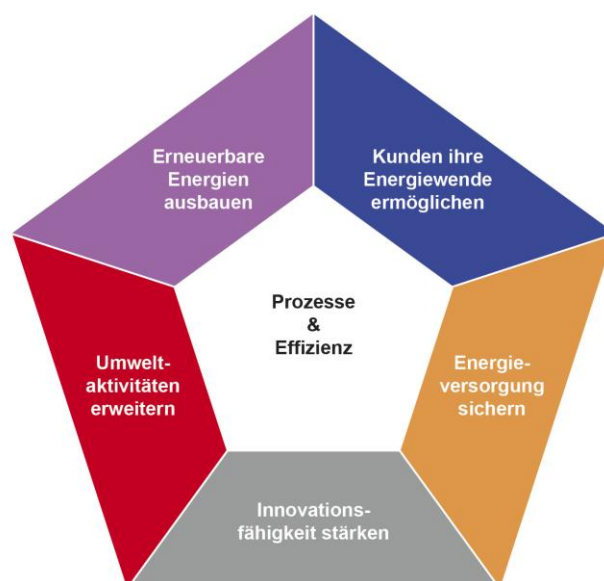 Erneuerbare
Energien
ausbauen
Kunden ihre
Energiewende
ermöglichen
Prozesse
&
Effizienz
Umwelt-
aktivitäten
erweitern
Energie-
versorgung
sichern
Innovations-
fähigkeit stärken